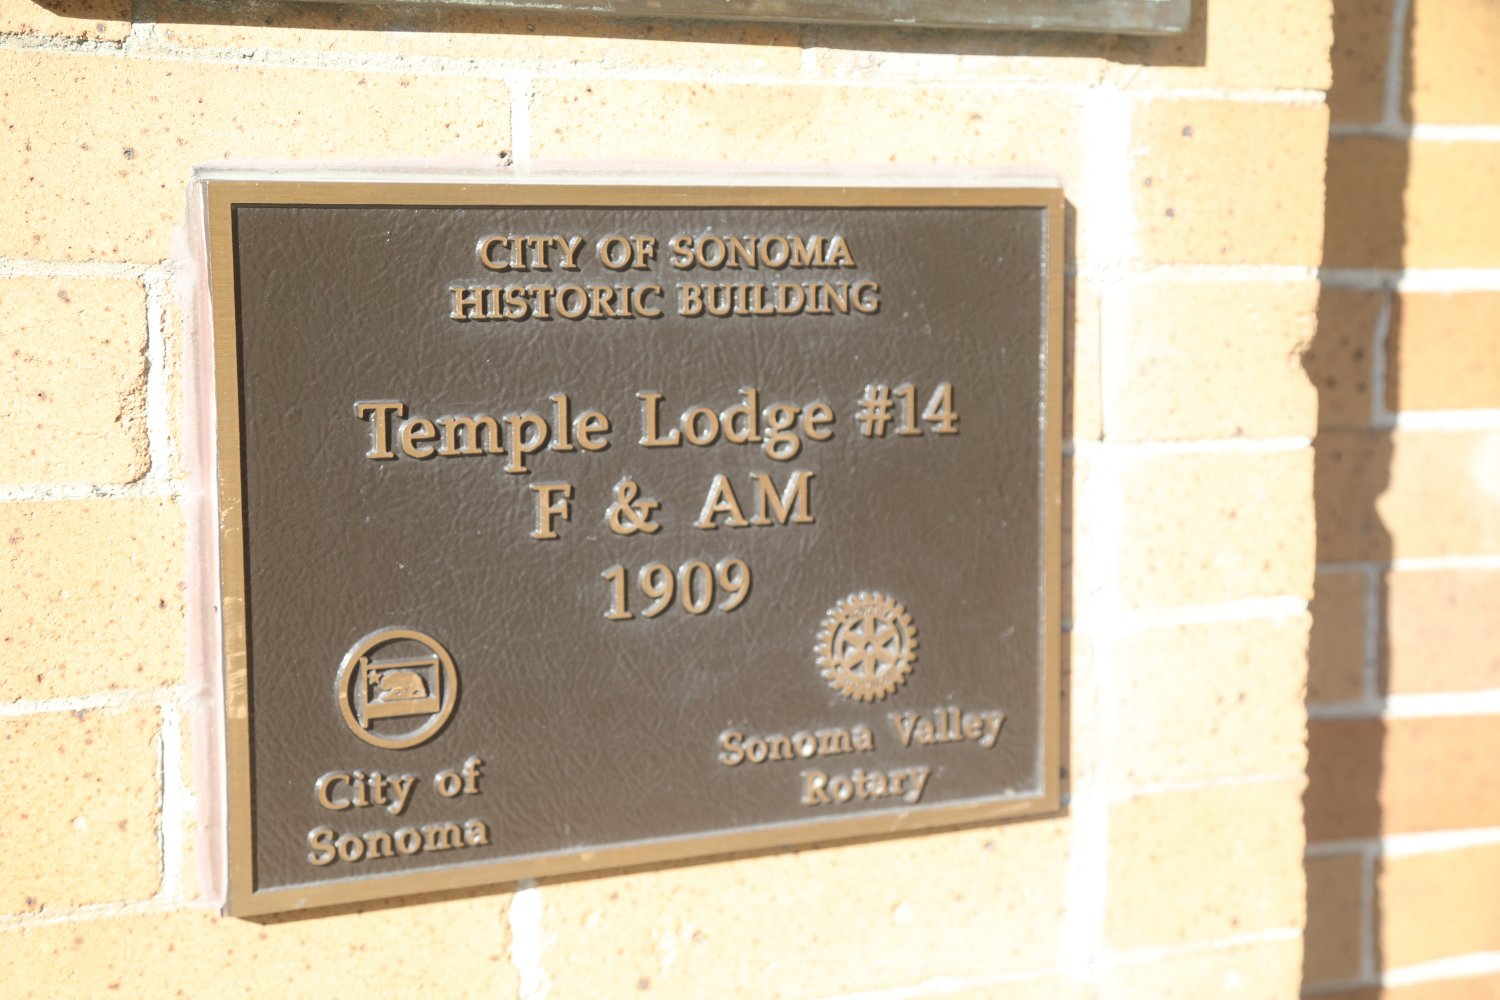 CITY OF SONOMA
HISTORIC BUILDING
Temple Lodge #14
F & AM
1909
City of
Sonoma
Sonoma Valley
Rotary